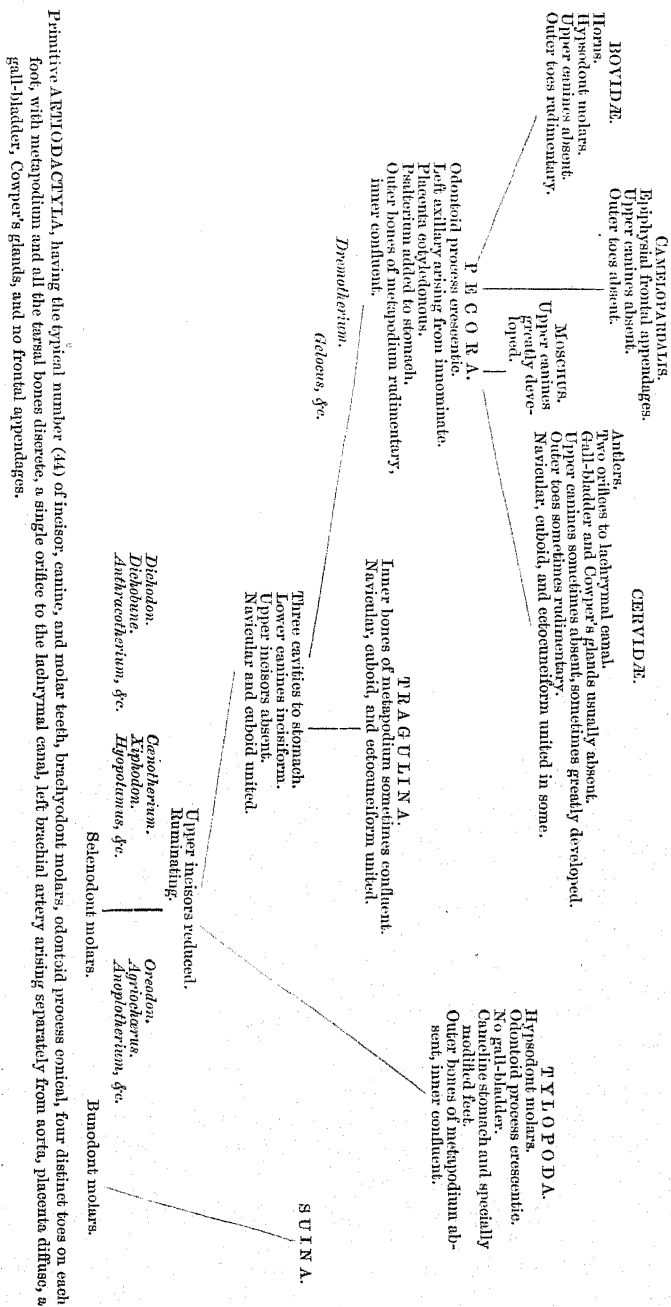 CAMELOPARDALIS.
Epiphysial frontal appendages.
Upper canines absent.
Outer toes absent.
BOVIDÆ.
Horns.
Hypsodont molars.
Upper canines absent.
Outer toes rudimentary.
MOSCHUS.
Upper canines
greatly deve-
loped.
CERVIDÆ.
Antlers.
Two orifices to lachrymal canal.
Gall-bladder and Cowper's glands usually absent.
Upper canines sometimes absent, sometimes greatly developed.
Outer toes sometimes rudimentary.
Navicular, cuboid, and ectocuneiform united in some.
PECORA.
Odontoid process crescentic.
Left axillary arising from innominate.
Placenta cotyledonous.
Psalterium added to stomach.
Outer bones of metapodium rudimentary,
inner confluent.
TRAGULINA.
Inner bones of metapodium sometimes confluent.
Navicular, cuboid, and ectocuneiform united.
TYLOPODA.
Hypsodont molars.
Odontoid process crescentic.
No gall-bladder.
Cameline stomach and specially
modified feet.
Outer bones of metapodium ab-
sent, inner confluent.
Dremotherium.
Gelocus, &c.
Three cavities to stomach.
Lower canines incisiform.
Upper incisors absent.
Navicular and cuboid united.
SUINA.
Upper incisors reduced.
Ruminating.
Dichodon.
Dichobune.
Anthracotherium, &c.
Cænotherium.
Xiphodon.
Hyopotamus, &c.
Oreodon.
Agriochærus.
Anoplotherium, &c.
Selenodont molars.
Bunodont molars.
Primitive ARTIODACTYLA, having the typical number (44) of incisor, canine, and molar teeth, brachyodont molars, odontoid process conical, four distinct toes on each
foot, with metapodium and all the tarsal bones discrete, a single orifice to the lachrymal canal, left brachial artery arising separately from aorta, placenta diffuse, a
gall-bladder, Cowper's glands, and no frontal appendages.